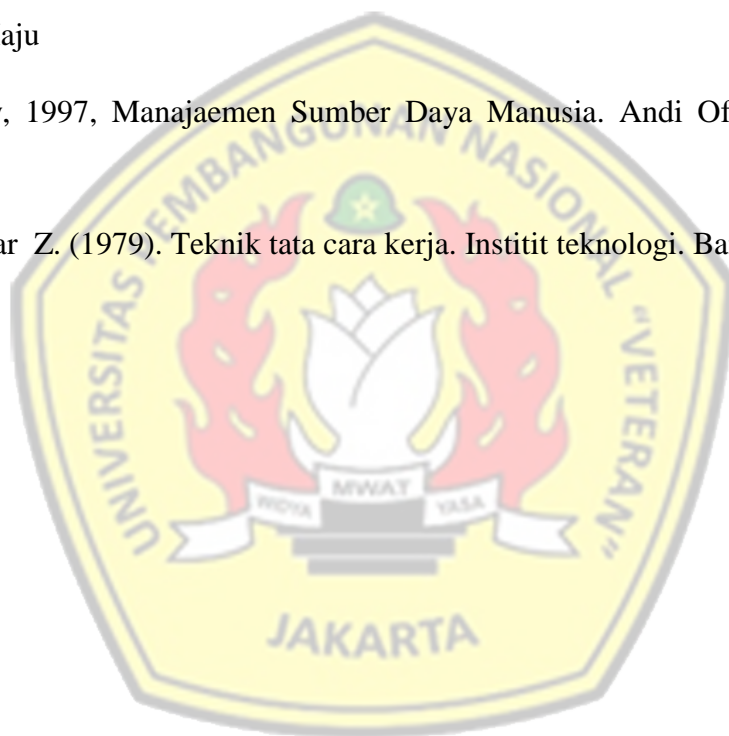 aju
, 1997, Manajaemen Sumber Daya Manusia. Andi Of
ar Z. (1979). Teknik tata cara kerja. Institit teknologi. Ba
UNIVERSITAS PEMBANGUNAN NASIONAL "VETERAN"
WIDYA MWAT YASA
JAKARTA